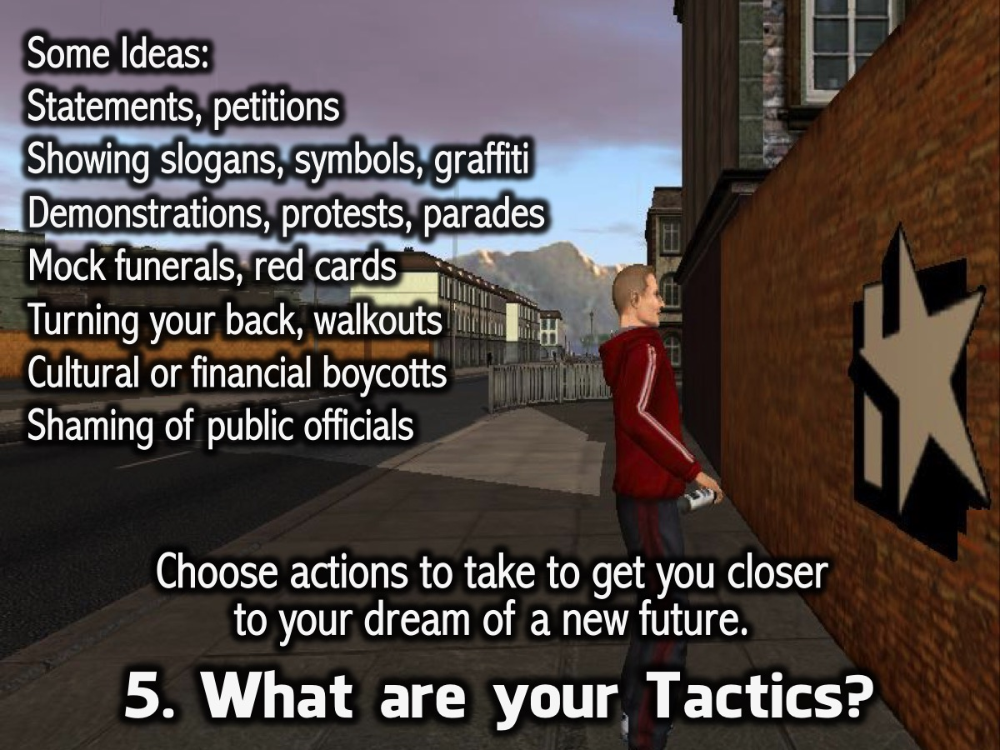 Some Ideas:
Statements, petitions
Showing slogans, symbols, graffiti
Demonstrations, protests, parades
Mock funerals, red cards
Turning your back, walkouts
Cultural or financial boycotts
Shaming of public officials
Choose actions to take to get you closer
to your dream of a new future.
5. What are your Tactics?